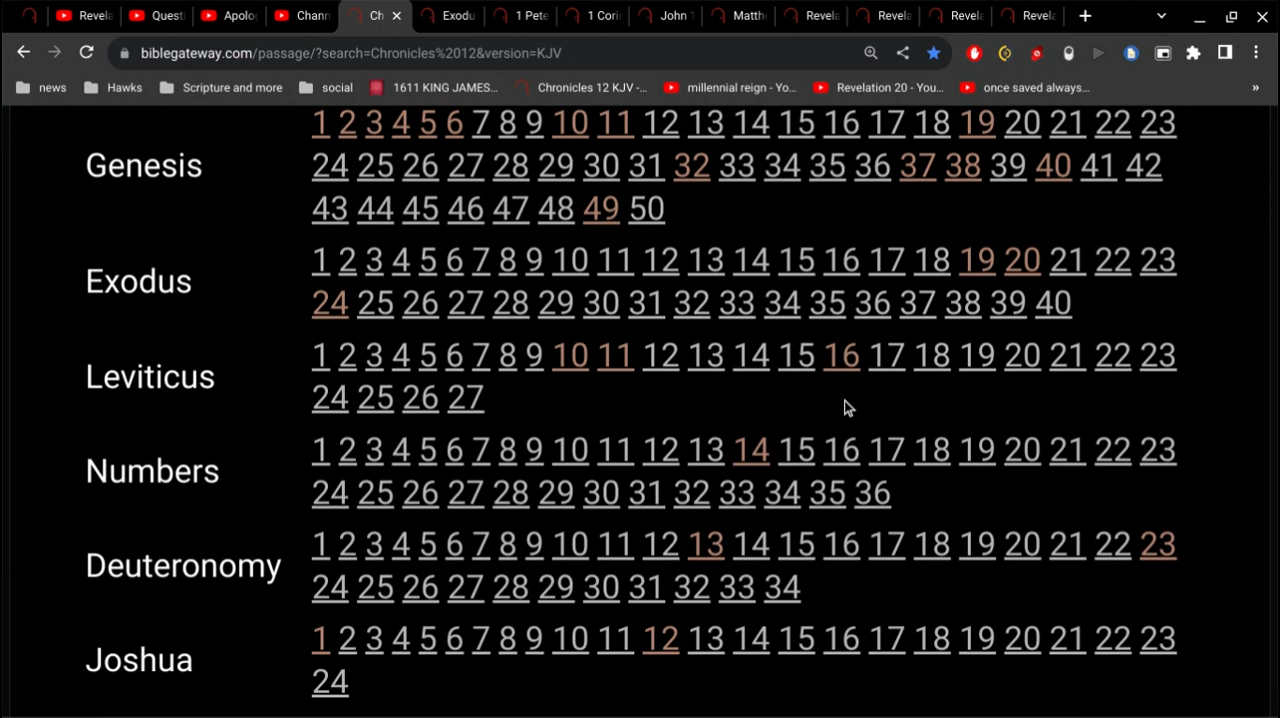 Revela
Questi
Apolo
Chann
Ch
Exodu
1 Pete
1 Cori
John 1
Matth
Revela
Revela
Revela
Revela
biblegateway.com/passage/?search=Chronicles%2012&version=KJV
news
Hawks
Scripture and more
social
1611 KING JAMES...
Chronicles 12 KJV -...
millennial reign - Yo...
Revelation 20 - You...
once saved always...
»
Genesis
1 2 3 4 5 6 7 8 9 10 11 12 13 14 15 16 17 18 19 20 21 22 23
24 25 26 27 28 29 30 31 32 33 34 35 36 37 38 39 40 41 42
43 44 45 46 47 48 49 50
Exodus
1 2 3 4 5 6 7 8 9 10 11 12 13 14 15 16 17 18 19 20 21 22 23
24 25 26 27 28 29 30 31 32 33 34 35 36 37 38 39 40
Leviticus
1 2 3 4 5 6 7 8 9 10 11 12 13 14 15 16 17 18 19 20 21 22 23
24 25 26 27
Numbers
1 2 3 4 5 6 7 8 9 10 11 12 13 14 15 16 17 18 19 20 21 22 23
24 25 26 27 28 29 30 31 32 33 34 35 36
Deuteronomy
1 2 3 4 5 6 7 8 9 10 11 12 13 14 15 16 17 18 19 20 21 22 23
24 25 26 27 28 29 30 31 32 33 34
Joshua
1 2 3 4 5 6 7 8 9 10 11 12 13 14 15 16 17 18 19 20 21 22 23
24